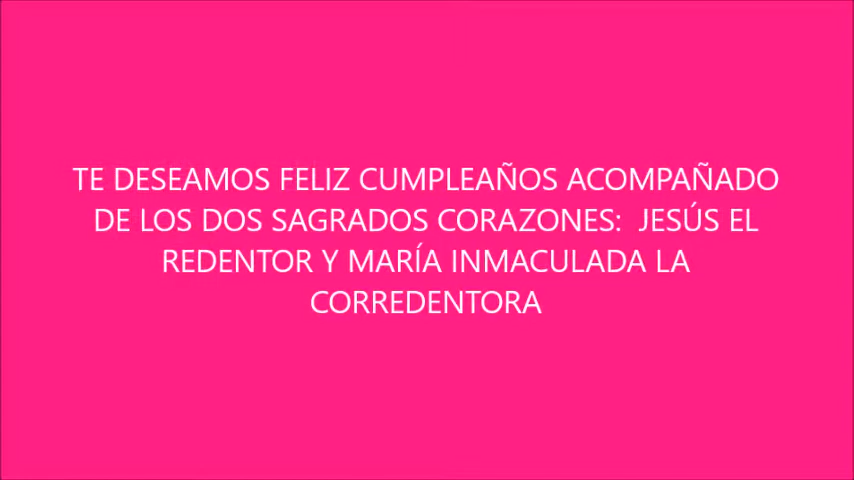 TE DESEAMOS FELIZ CUMPLEAÑOS ACOMPAÑADO
DE LOS DOS SAGRADOS CORAZONES:  JESÚS EL
REDENTOR Y MARÍA INMACULADA LA
CORREDENTORA